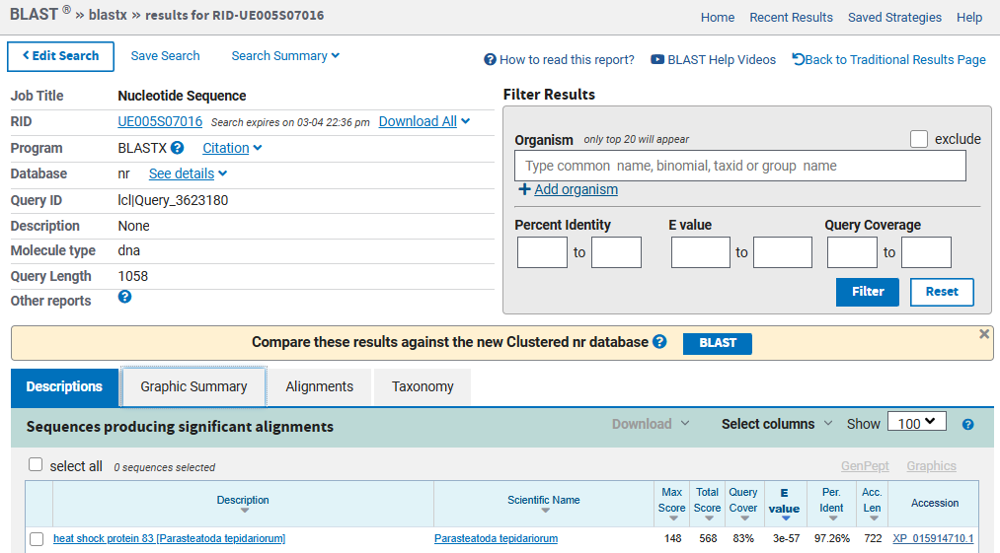 BLAST ® » blastx » results for RID-UE005S07016
Home Recent Results Saved Strategies Help
Edit Search Save Search Search Summary
How to read this report? BLAST Help Videos Back to Traditional Results Page
Job Title Nucleotide Sequence
RID UE005S07016 Search expires on 03-04 22:36 pm Download All
Program BLASTX Citation
Database nr See details
Query ID lcl|Query_3623180
Description None
Molecule type dna
Query Length 1058
Other reports
Filter Results
Organism only top 20 will appear exclude
Type common name, binomial, taxid or group name
Add organism
Percent Identity E value Query Coverage
to to to
Filter Reset
Compare these results against the new Clustered nr database BLAST
Descriptions Graphic Summary Alignments Taxonomy
Sequences producing significant alignments Download Select columns Show 100
select all 0 sequences selected GenPept Graphics
Description Scientific Name Max Score Total Score Query Cover E value Per. Ident Acc. Len Accession
heat shock protein 83 [Parasteatoda tepidariorum] Parasteatoda tepidariorum 148 568 83% 3e-57 97.26% 722 XP_015914710.1